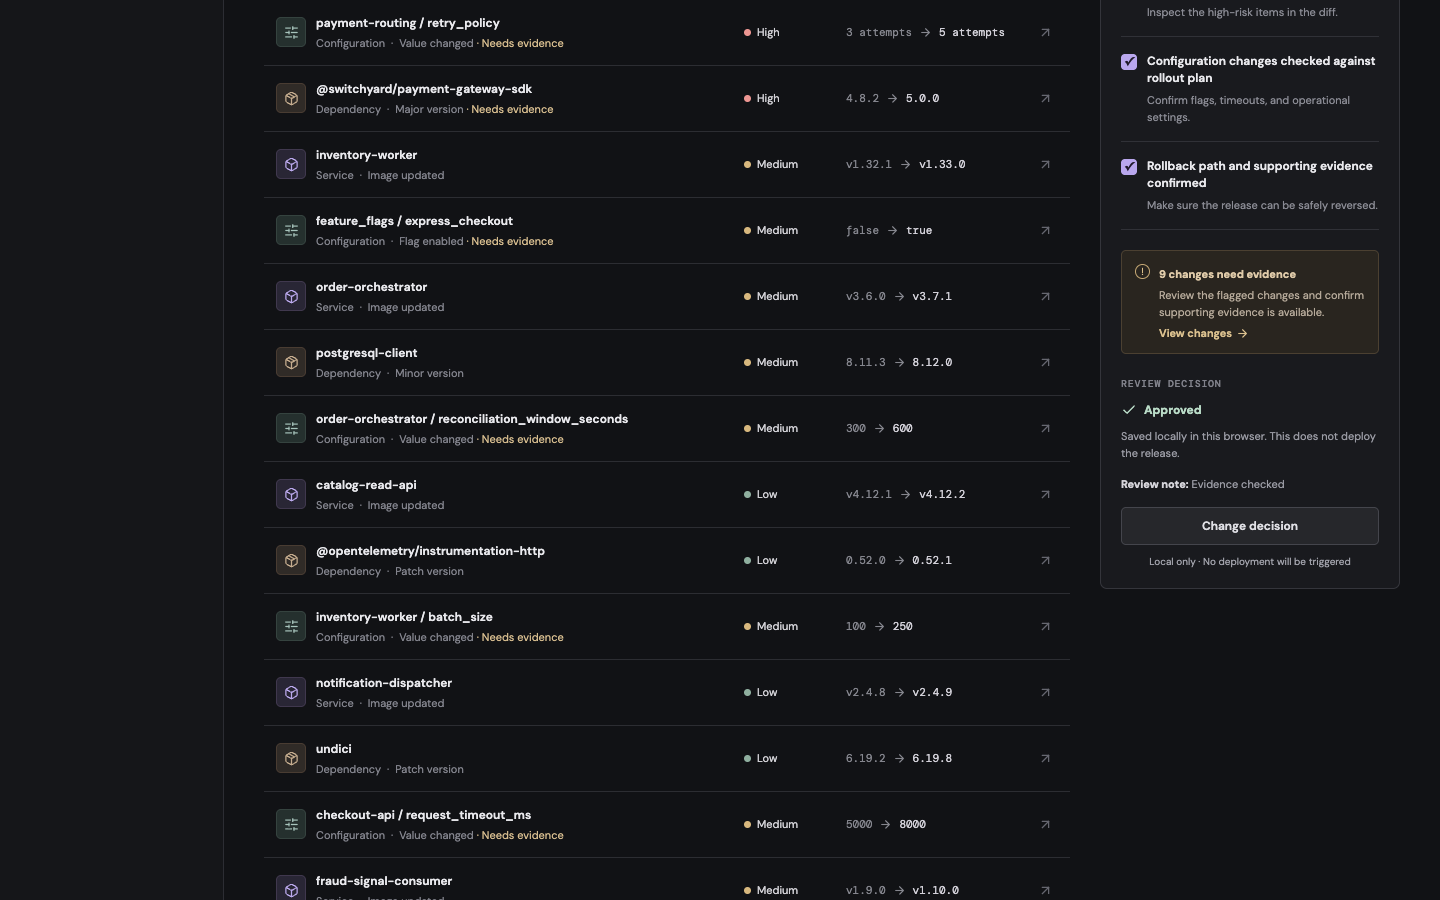 payment-routing / retry_policy
Configuration · Value changed · Needs evidence
High
3 attempts → 5 attempts
@switchyard/payment-gateway-sdk
Dependency · Major version · Needs evidence
High
4.8.2 → 5.0.0
inventory-worker
Service · Image updated
Medium
v1.32.1 → v1.33.0
feature_flags / express_checkout
Configuration · Flag enabled · Needs evidence
Medium
false → true
order-orchestrator
Service · Image updated
Medium
v3.6.0 → v3.7.1
postgresql-client
Dependency · Minor version
Medium
8.11.3 → 8.12.0
order-orchestrator / reconciliation_window_seconds
Configuration · Value changed · Needs evidence
Medium
300 → 600
catalog-read-api
Service · Image updated
Low
v4.12.1 → v4.12.2
@opentelemetry/instrumentation-http
Dependency · Patch version
Low
0.52.0 → 0.52.1
inventory-worker / batch_size
Configuration · Value changed · Needs evidence
Medium
100 → 250
notification-dispatcher
Service · Image updated
Low
v2.4.8 → v2.4.9
undici
Dependency · Patch version
Low
6.19.2 → 6.19.8
checkout-api / request_timeout_ms
Configuration · Value changed · Needs evidence
Medium
5000 → 8000
fraud-signal-consumer
Service · Image updated
Medium
v1.9.0 → v1.10.0
Inspect the high-risk items in the diff.
Configuration changes checked against
rollout plan
Confirm flags, timeouts, and operational
settings.
Rollback path and supporting evidence
confirmed
Make sure the release can be safely reversed.
9 changes need evidence
Review the flagged changes and confirm
supporting evidence is available.
View changes →
REVIEW DECISION
Approved
Saved locally in this browser. This does not deploy
the release.
Review note: Evidence checked
Change decision
Local only · No deployment will be triggered